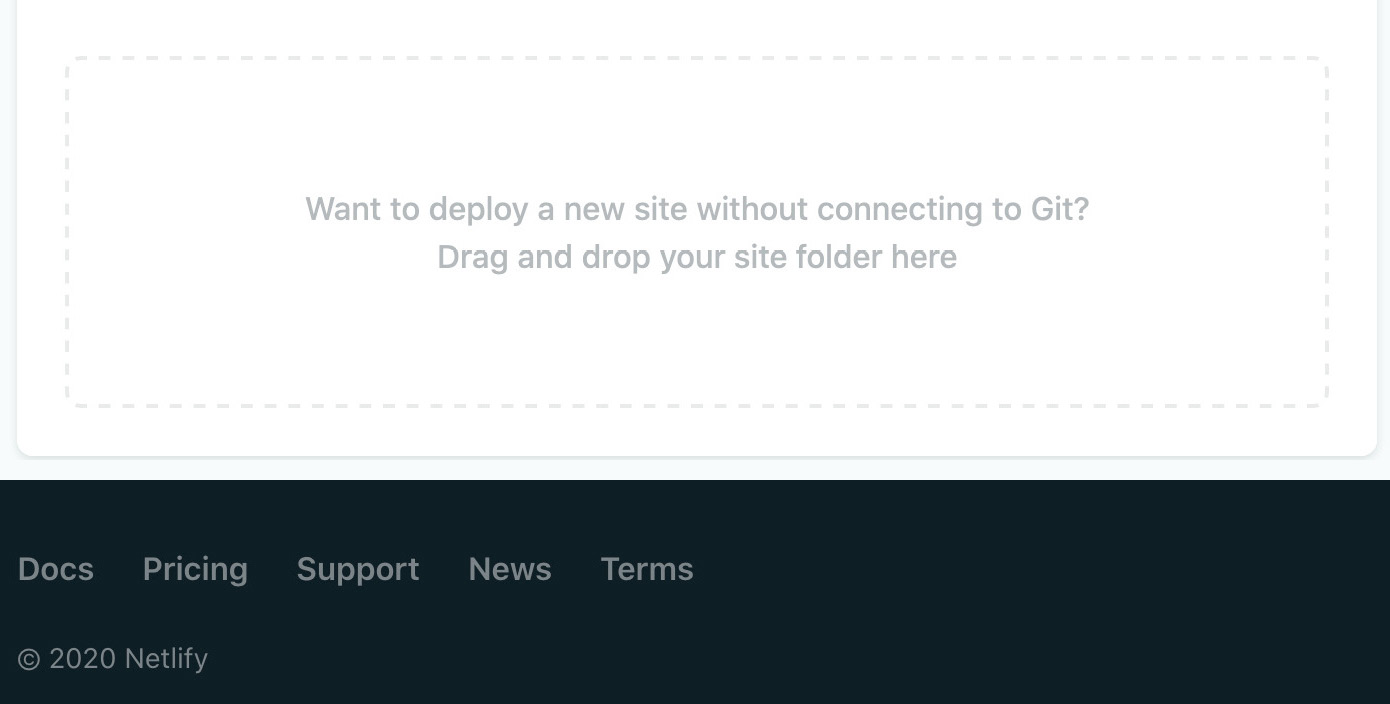 Want to deploy a new site without connecting to Git?
Drag and drop your site folder here
Docs Pricing Support News Terms
© 2020 Netlify